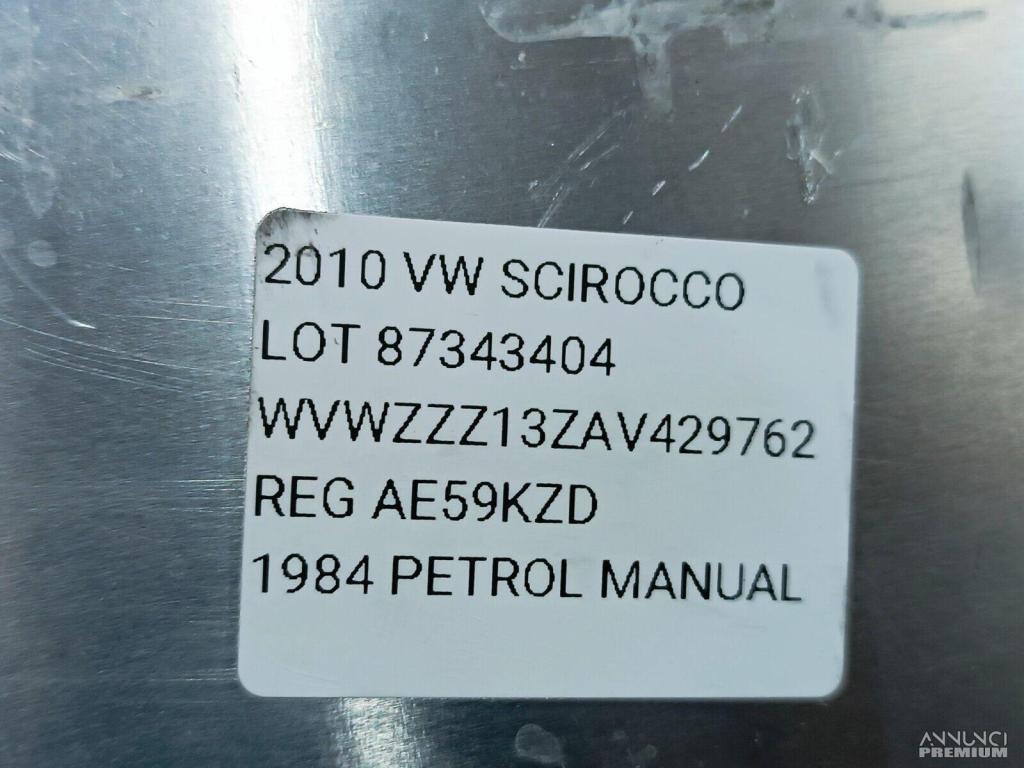 2010 VW SCIROCCO
LOT 87343404
WVWZZZ13ZAV429762
REG AE59KZD
1984 PETROL MANUAL
ANNUNCI
PREMIUM